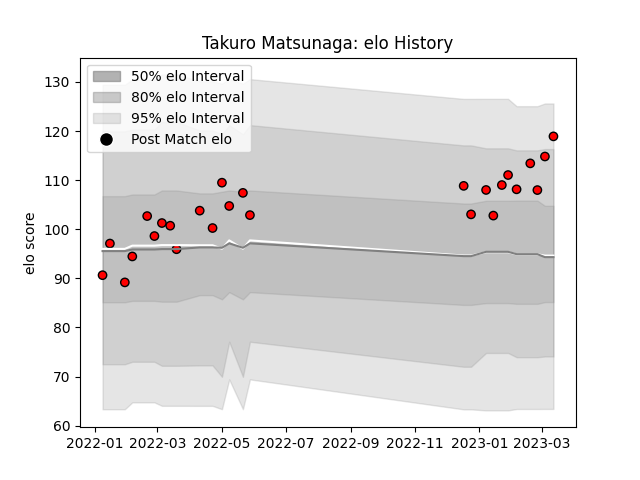 Takuro Matsunaga: elo History
50% elo Interval
80% elo Interval
95% elo Interval
Post Match elo
elo score
130
120
110
100
90
80
70
60
2022-01 2022-03 2022-05 2022-07 2022-09 2022-11 2023-01 2023-03